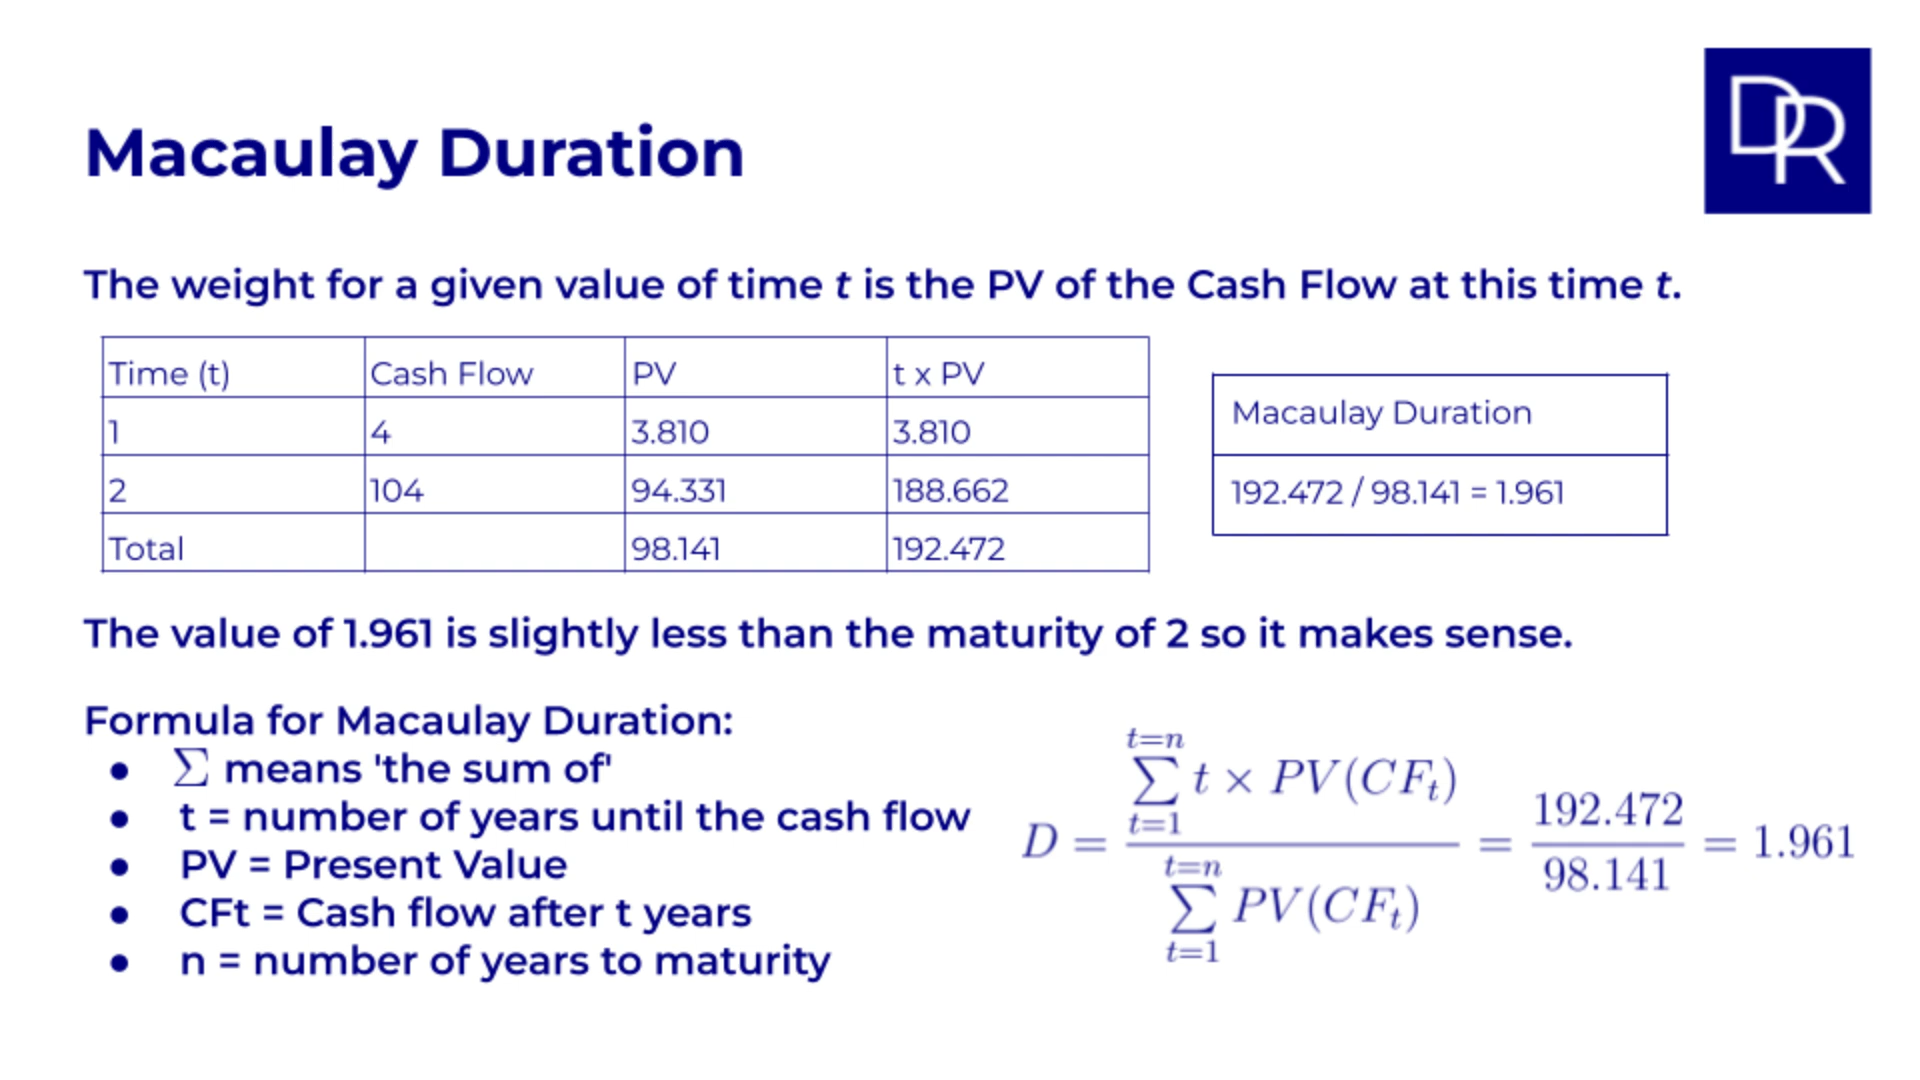 DR
Macaulay Duration
The weight for a given value of time t is the PV of the Cash Flow at this time t.
Time (t) Cash Flow PV t x PV
1 4 3.810 3.810
2 104 94.331 188.662
Total 98.141 192.472
Macaulay Duration
192.472 / 98.141 = 1.961
The value of 1.961 is slightly less than the maturity of 2 so it makes sense.
Formula for Macaulay Duration:
● ∑ means 'the sum of'
● t = number of years until the cash flow
● PV = Present Value
● CFt = Cash flow after t years
● n = number of years to maturity
t=n
∑ t × PV(CFt)
t=1
D = = 192.472 / 98.141 = 1.961
t=n
∑ PV(CFt)
t=1